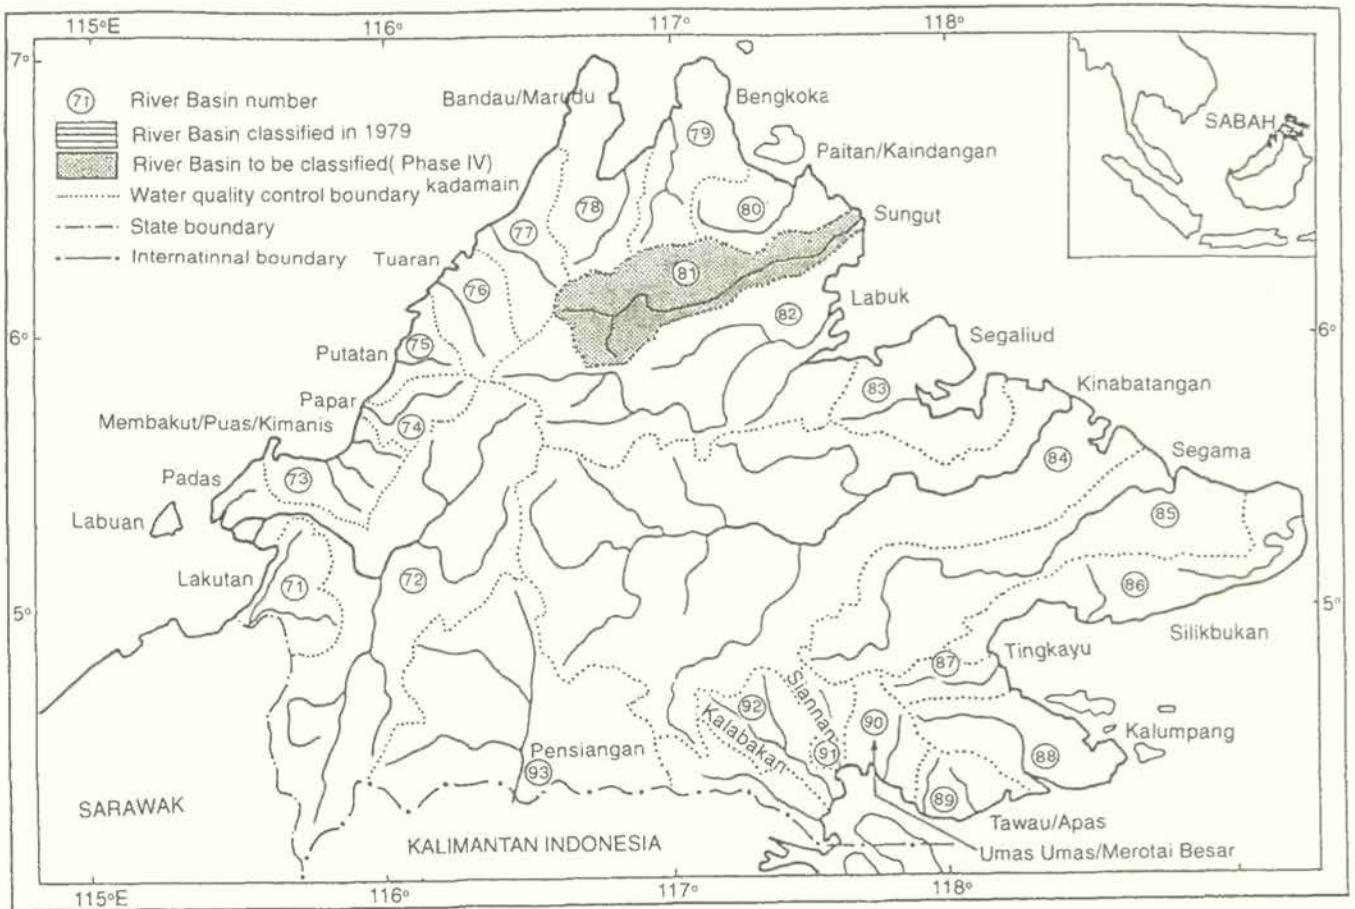 115°E 116° 117° 118°
7°
71 River Basin number
River Basin classified in 1979
River Basin to be classified( Phase IV)
Water quality control boundary
State boundary
Internatinnal boundary
SABAH
Bandau/Marudu
Bengkoka
79
Paitan/Kaindangan
kadamain
78
80
Sungut
77
Tuaran
81
76
82
Labuk
6°
6°
75
Putatan
Segaliud
83
Kinabatangan
Papar
74
Membakut/Puas/Kimanis
84
Segama
Padas
73
85
Labuan
Lakutan
71
72
86
5°
5°
Silikbukan
87
Tingkayu
Siannan
92
90
Kalabakan
Kalumpang
Pensiangan
91
88
93
89
SARAWAK
Tawau/Apas
KALIMANTAN INDONESIA
Umas Umas/Merotai Besar
115°E 116° 117° 118°